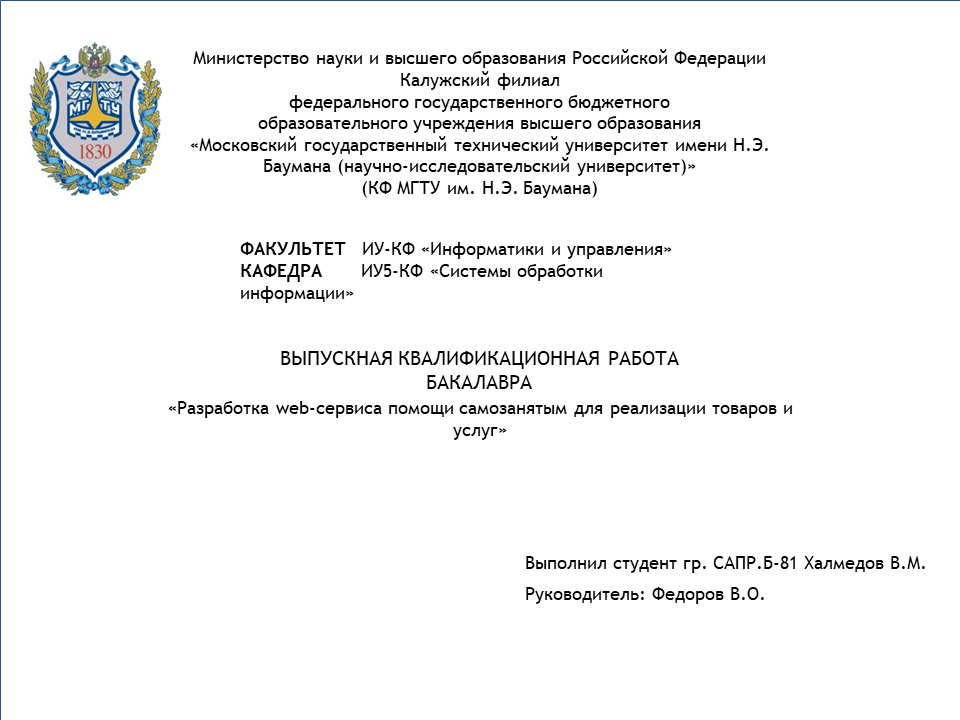 МГТУ
ИМ. Н.Э. БАУМАНА
1830
Министерство науки и высшего образования Российской Федерации
Калужский филиал
федерального государственного бюджетного
образовательного учреждения высшего образования
«Московский государственный технический университет имени Н.Э.
Баумана (научно-исследовательский университет)»
(КФ МГТУ им. Н.Э. Баумана)
ФАКУЛЬТЕТ ИУ-КФ «Информатики и управления»
КАФЕДРА ИУ5-КФ «Системы обработки
информации»
ВЫПУСКНАЯ КВАЛИФИКАЦИОННАЯ РАБОТА
БАКАЛАВРА
«Разработка web-сервиса помощи самозанятым для реализации товаров и
услуг»
Выполнил студент гр. САПР.Б-81 Халмедов В.М.
Руководитель: Федоров В.О.